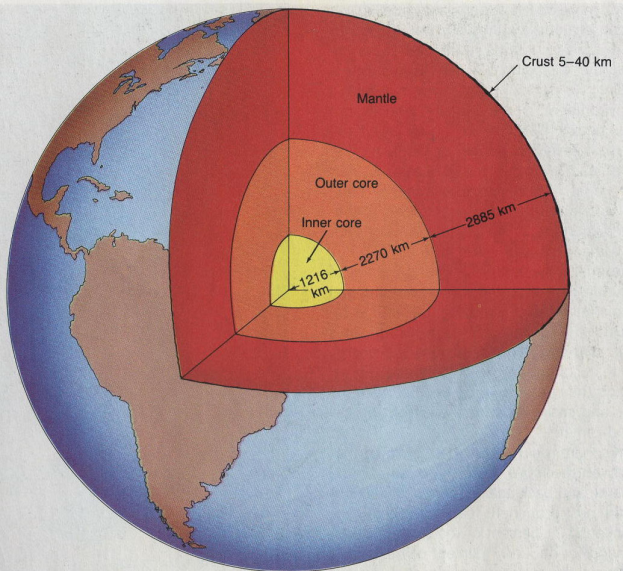 Crust 5–40 km
Mantle
Outer core
Inner core
2885 km
2270 km
1216
km